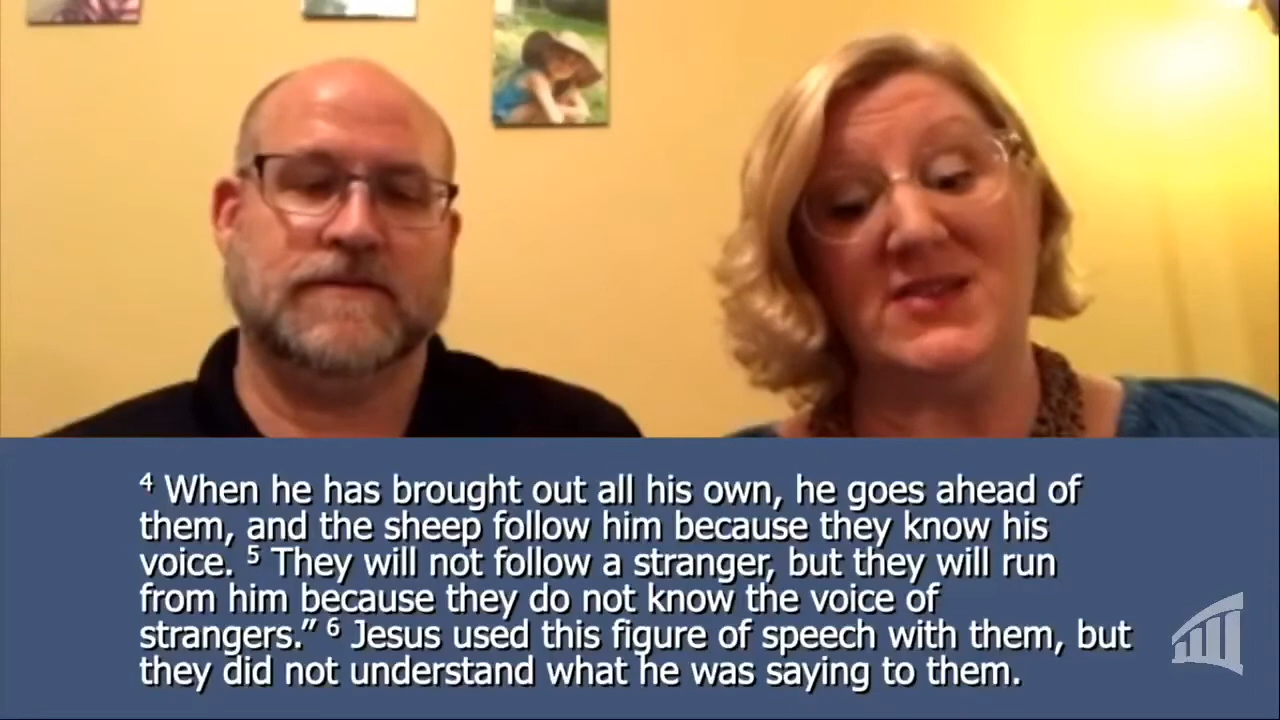 ⁴ When he has brought out all his own, he goes ahead of
them, and the sheep follow him because they know his
voice. ⁵ They will not follow a stranger, but they will run
from him because they do not know the voice of
strangers.” ⁶ Jesus used this figure of speech with them, but
they did not understand what he was saying to them.